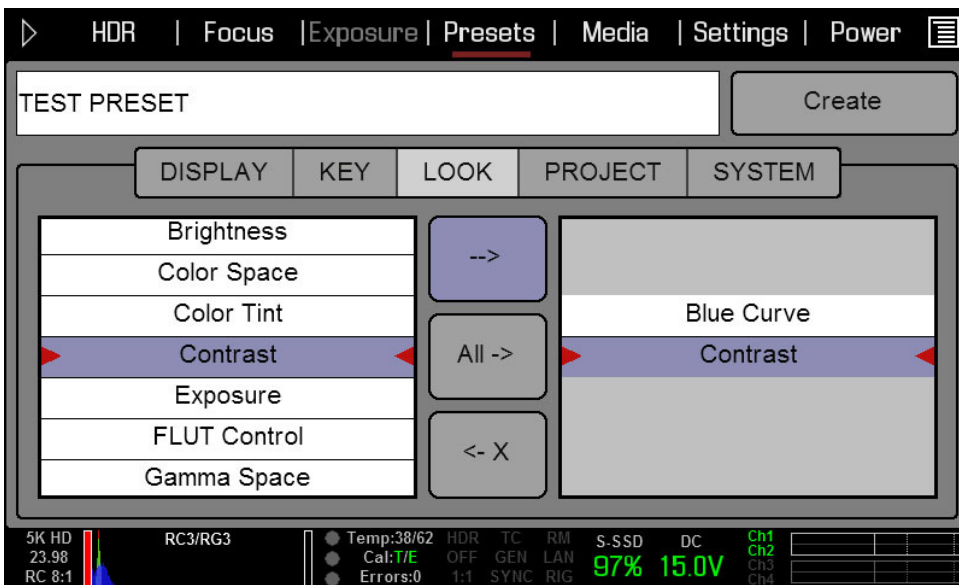 HDR | Focus | Exposure | Presets | Media | Settings | Power
TEST PRESET
Create
DISPLAY KEY LOOK PROJECT SYSTEM
Brightness
Color Space
Color Tint
Contrast
Exposure
FLUT Control
Gamma Space
-->
All ->
<- X
Blue Curve
Contrast
5K HD
23.98
RC 8:1
RC3/RG3
Temp:38/62
Cal:T/E
Errors:0
HDR TC RM
OFF GEN LAN
1:1 SYNC RIG
S-SSD
97%
DC
15.0V
Ch1
Ch2
Ch3
Ch4